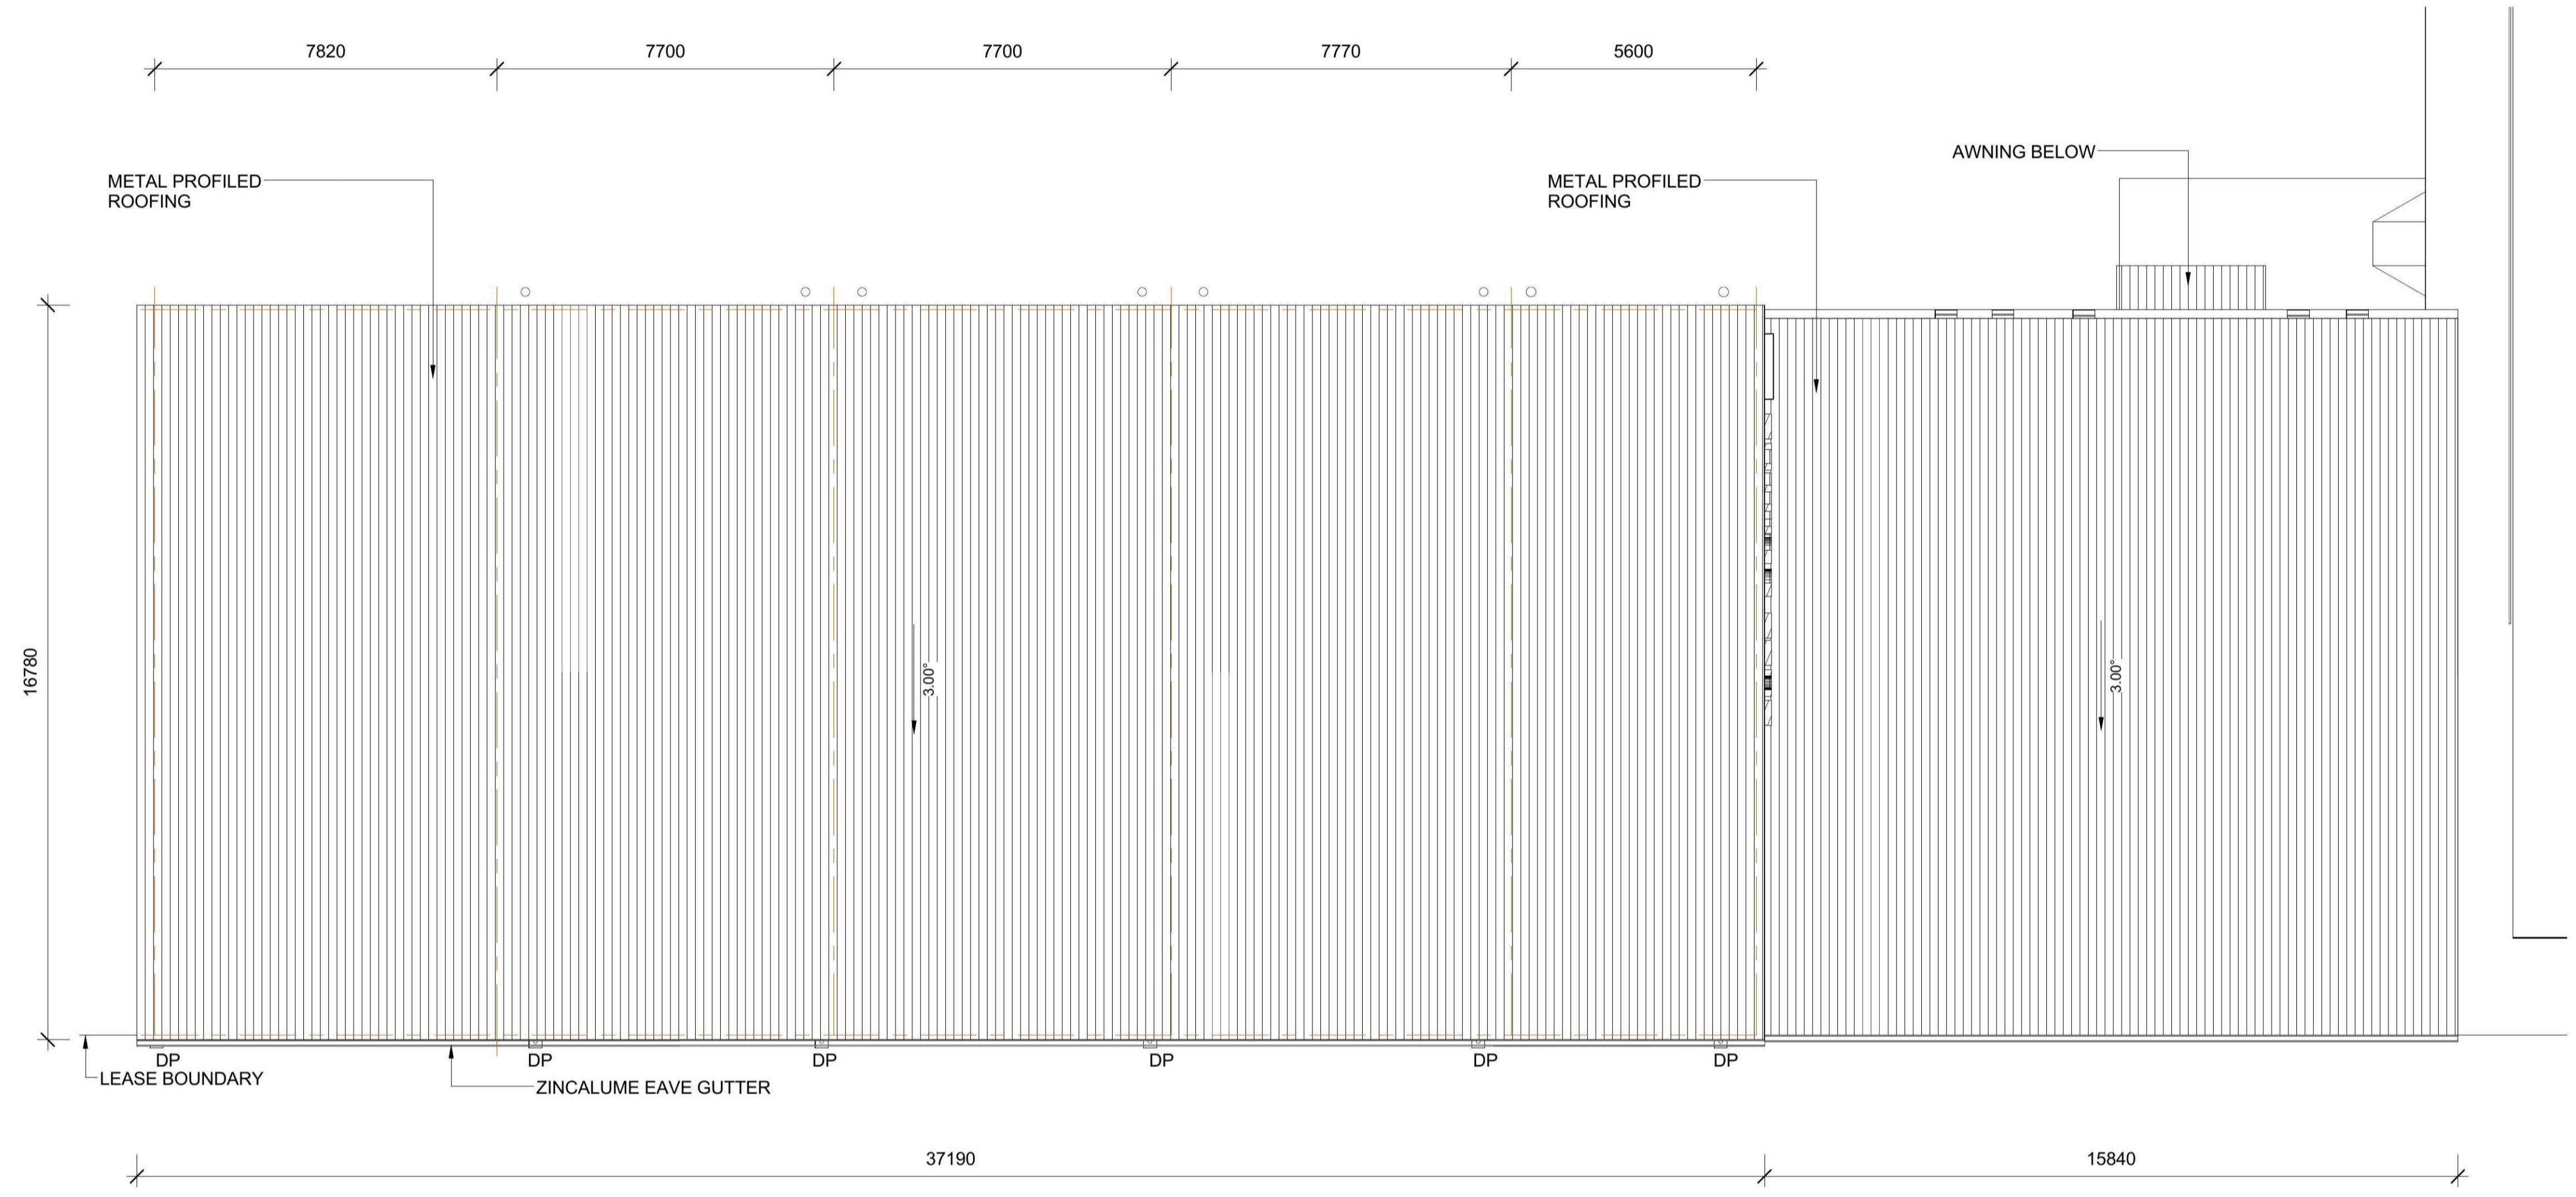 7820
7700
7700
7770
5600
AWNING BELOW
METAL PROFILED
ROOFING
METAL PROFILED
ROOFING
16780
3.00°
3.00°
DP
DP
DP
DP
DP
DP
LEASE BOUNDARY
ZINCALUME EAVE GUTTER
37190
15840